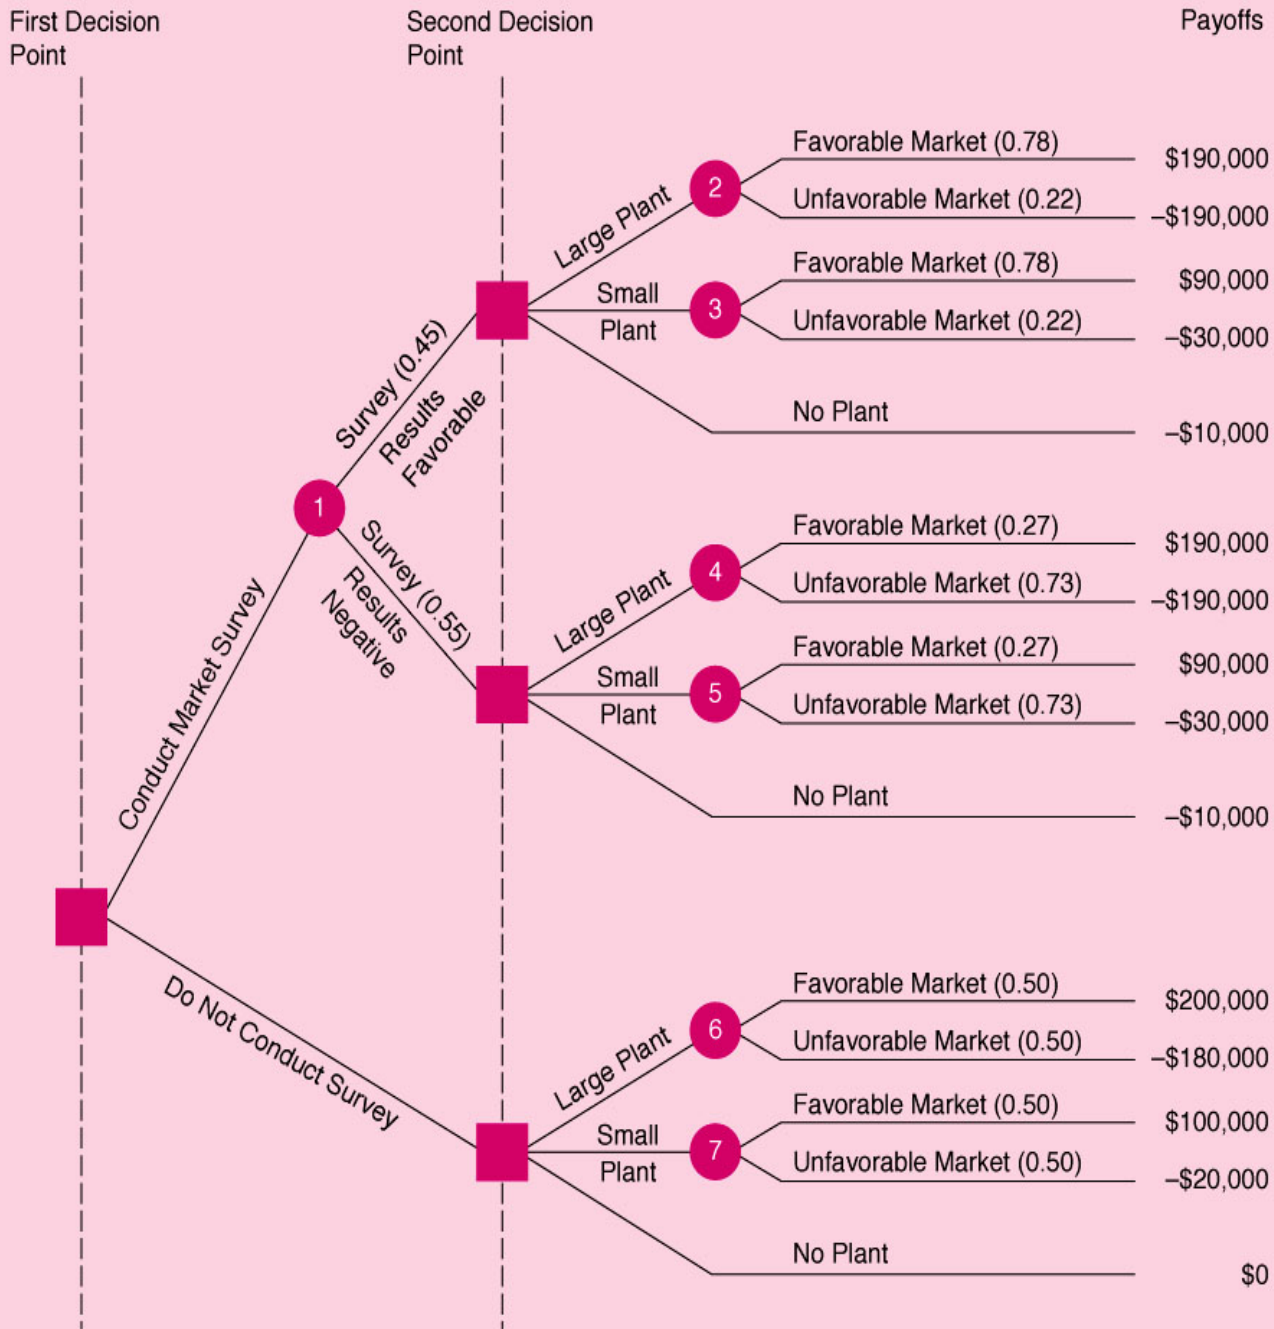 First Decision
Point
Second Decision
Point
Payoffs
Favorable Market (0.78)
$190,000
Large Plant
2
Unfavorable Market (0.22)
–$190,000
Favorable Market (0.78)
$90,000
Small
Plant
3
Unfavorable Market (0.22)
–$30,000
No Plant
–$10,000
Survey (0.45)
Results
Favorable
1
Survey (0.55)
Results
Negative
Favorable Market (0.27)
$190,000
Large Plant
4
Unfavorable Market (0.73)
–$190,000
Favorable Market (0.27)
$90,000
Small
Plant
5
Unfavorable Market (0.73)
–$30,000
No Plant
–$10,000
Conduct Market Survey
Do Not Conduct Survey
Favorable Market (0.50)
$200,000
Large Plant
6
Unfavorable Market (0.50)
–$180,000
Favorable Market (0.50)
$100,000
Small
Plant
7
Unfavorable Market (0.50)
–$20,000
No Plant
$0